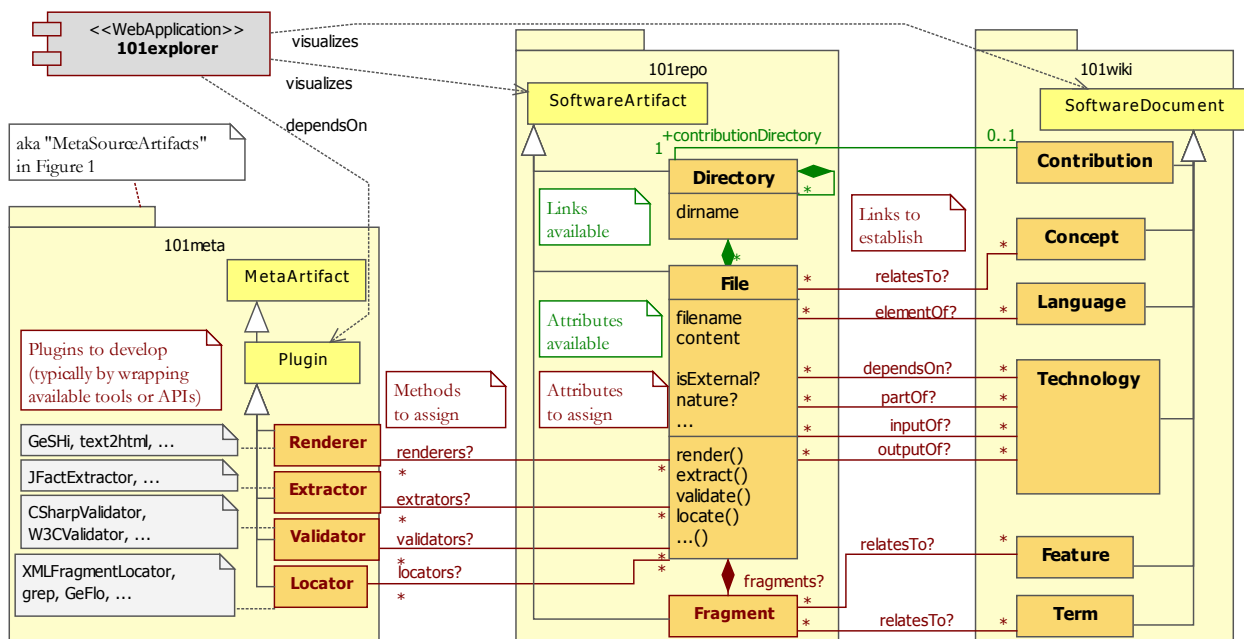 <<WebApplication>>
101explorer
visualizes
visualizes
dependsOn
aka "MetaSourceArtifacts"
in Figure 1
101meta
MetaArtifact
Plugin
Plugins to develop
(typically by wrapping
available tools or APIs)
GeSHi, text2html, ...
JFactExtractor, ...
CSharpValidator,
W3CValidator, ...
XMLFragmentLocator,
grep, GeFlo, ...
Renderer
Extractor
Validator
Locator
Methods
to assign
renderers?
*
*
extrators?
*
*
validators?
*
*
locators?
*
*
101repo
SoftwareArtifact
+contributionDirectory
1
0..1
Directory
dirname
*
Links
available
*
File
filename
content
isExternal?
nature?
...
render()
extract()
validate()
locate()
...()
Attributes
available
Attributes
to assign
fragments?
Fragment
Links to
establish
* relatesTo? *
* elementOf? *
* dependsOn? *
* partOf? *
* inputOf? *
* outputOf? *
* relatesTo? *
* relatesTo? *
101wiki
SoftwareDocument
Contribution
Concept
Language
Technology
Feature
Term